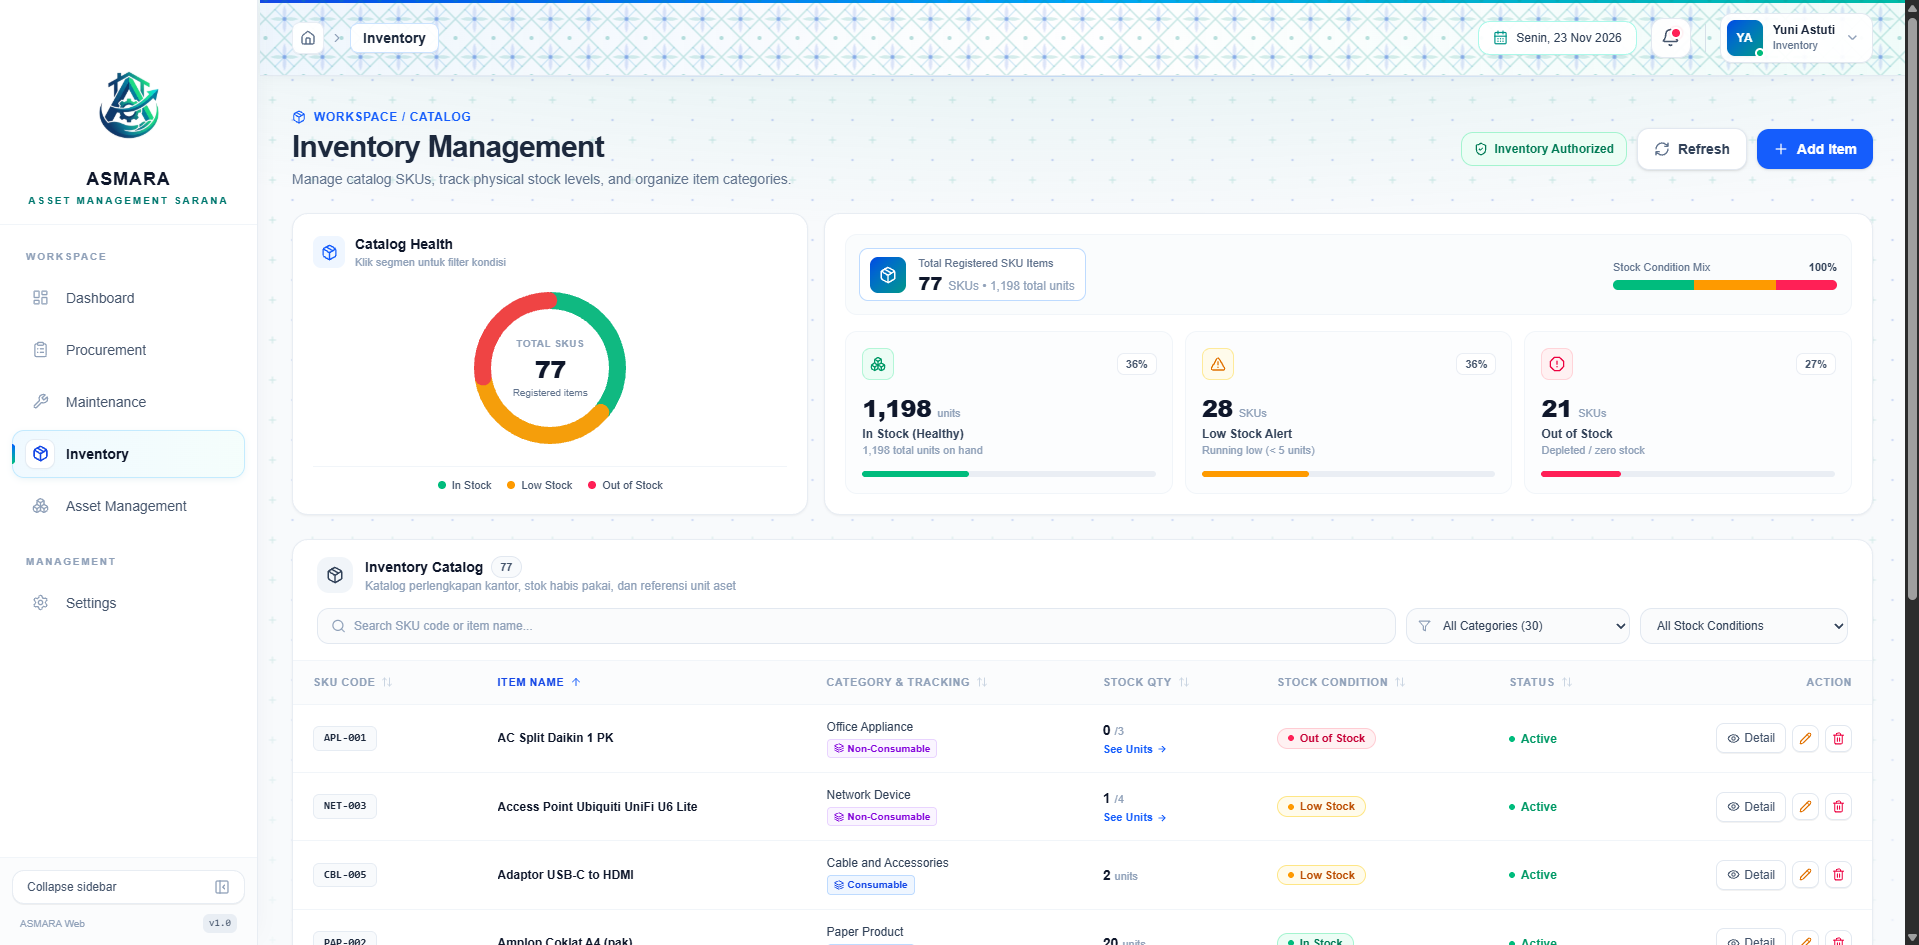 ASMARA
ASSET MANAGEMENT SARANA
WORKSPACE
Dashboard
Procurement
Maintenance
Inventory
Asset Management
MANAGEMENT
Settings
Collapse sidebar
ASMARA Web
v1.0
Inventory
Senin, 23 Nov 2026
YA
Yuni Astuti
Inventory
WORKSPACE / CATALOG
Inventory Management
Manage catalog SKUs, track physical stock levels, and organize item categories.
Inventory Authorized
Refresh
Add Item
Catalog Health
Klik segmen untuk filter kondisi
TOTAL SKUS
77
Registered items
In Stock
Low Stock
Out of Stock
Total Registered SKU Items
77 SKUs • 1,198 total units
Stock Condition Mix 100%
36%
1,198 units
In Stock (Healthy)
1,198 total units on hand
36%
28 SKUs
Low Stock Alert
Running low (< 5 units)
27%
21 SKUs
Out of Stock
Depleted / zero stock
Inventory Catalog 77
Katalog perlengkapan kantor, stok habis pakai, dan referensi unit aset
Search SKU code or item name...
All Categories (30)
All Stock Conditions
SKU CODE ITEM NAME CATEGORY & TRACKING STOCK QTY STOCK CONDITION STATUS ACTION
APL-001
AC Split Daikin 1 PK
Office Appliance
Non-Consumable
0 /3
See Units →
Out of Stock
Active
Detail
NET-003
Access Point Ubiquiti UniFi U6 Lite
Network Device
Non-Consumable
1 /4
See Units →
Low Stock
Active
Detail
CBL-005
Adaptor USB-C to HDMI
Cable and Accessories
Consumable
2 units
Low Stock
Active
Detail
PAP-002
Amplop Coklat A4 (pak)
Paper Product
20 units
In Stock
Active
Detail